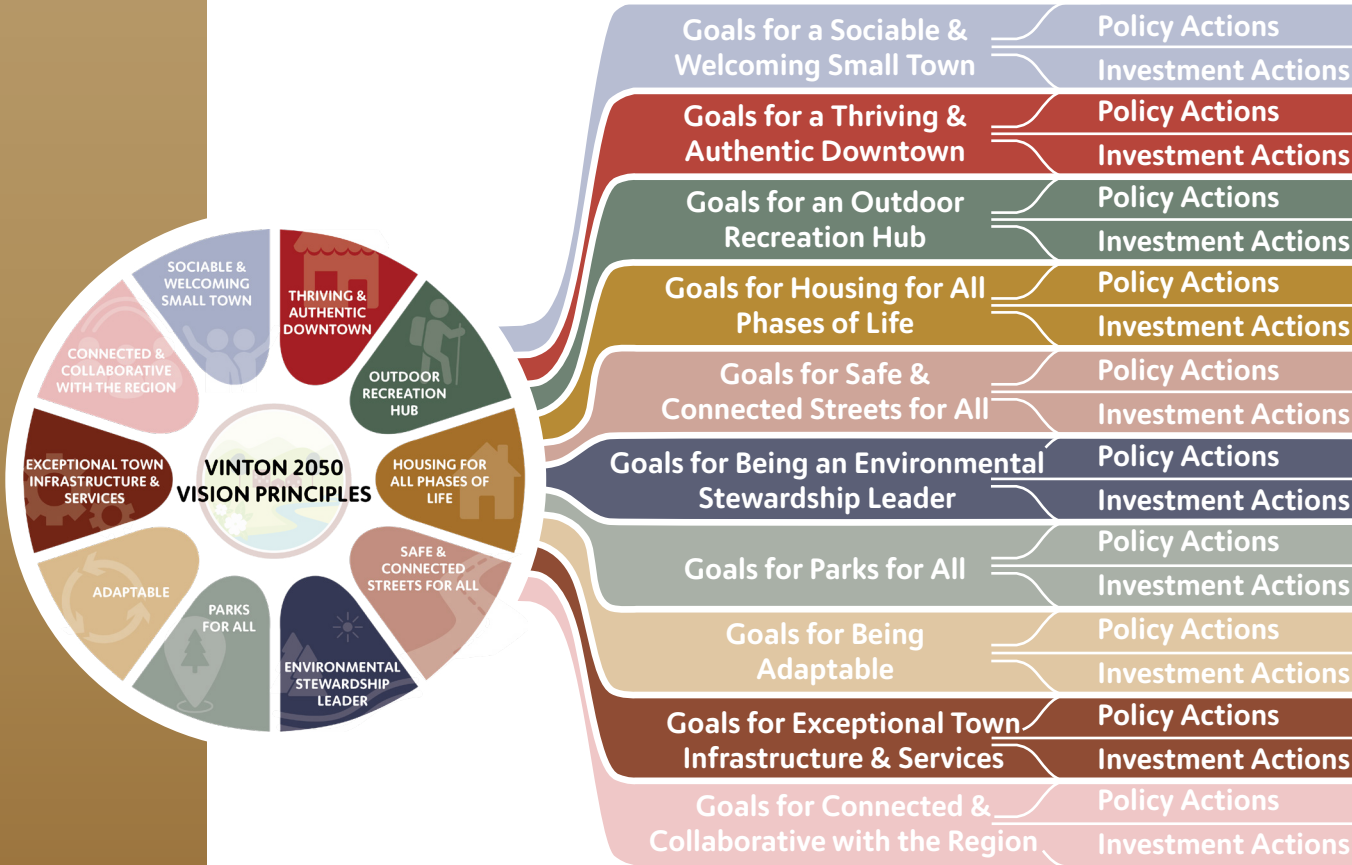 SOCIABLE &
WELCOMING
SMALL TOWN
THRIVING &
AUTHENTIC
DOWNTOWN
OUTDOOR
RECREATION
HUB
HOUSING FOR
ALL PHASES OF
LIFE
SAFE &
CONNECTED
STREETS FOR ALL
ENVIRONMENTAL
STEWARDSHIP
LEADER
PARKS
FOR ALL
ADAPTABLE
EXCEPTIONAL TOWN
INFRASTRUCTURE &
SERVICES
CONNECTED &
COLLABORATIVE
WITH THE REGION
VINTON 2050
VISION PRINCIPLES
Goals for a Sociable &
Welcoming Small Town
Policy Actions
Investment Actions
Goals for a Thriving &
Authentic Downtown
Policy Actions
Investment Actions
Goals for an Outdoor
Recreation Hub
Policy Actions
Investment Actions
Goals for Housing for All
Phases of Life
Policy Actions
Investment Actions
Goals for Safe &
Connected Streets for All
Policy Actions
Investment Actions
Goals for Being an Environmental
Stewardship Leader
Policy Actions
Investment Actions
Goals for Parks for All
Policy Actions
Investment Actions
Goals for Being
Adaptable
Policy Actions
Investment Actions
Goals for Exceptional Town
Infrastructure & Services
Policy Actions
Investment Actions
Goals for Connected &
Collaborative with the Region
Policy Actions
Investment Actions